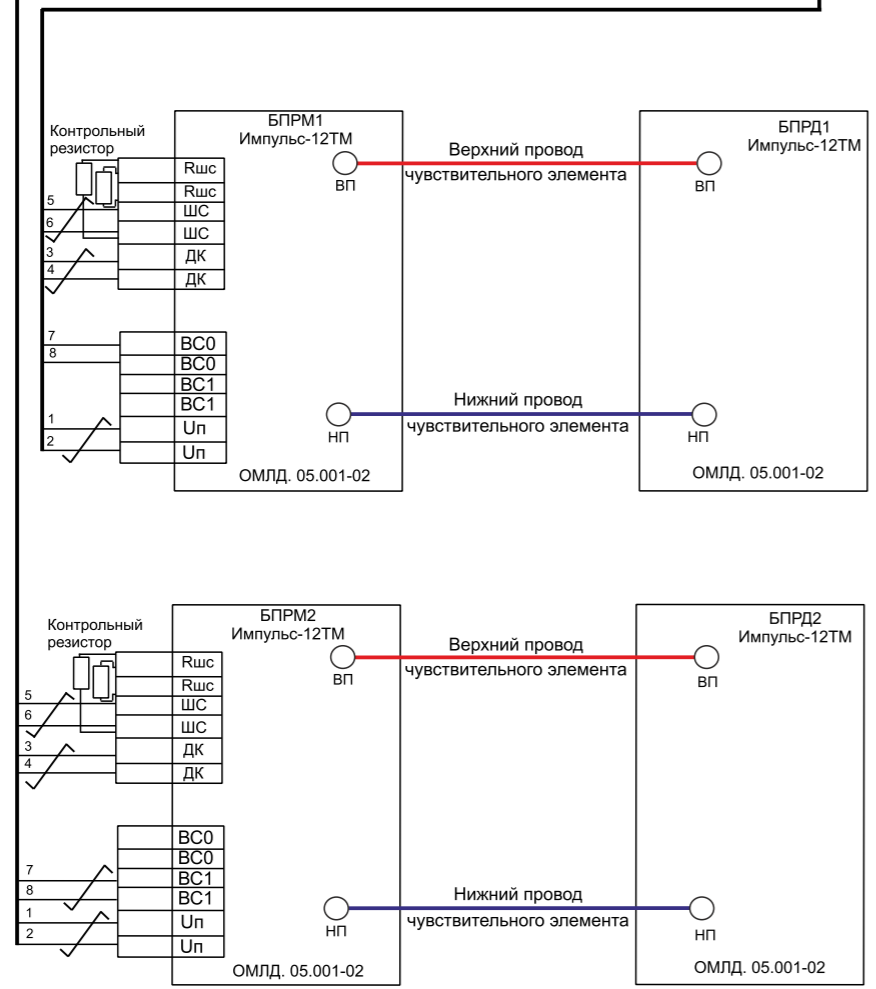 БПРМ1
Импульс-12ТМ
Контрольный
резистор
Rшс
Rшс
5
ШС
6
ШС
3
ДК
4
ДК
7
ВС0
8
ВС0
ВС1
ВС1
1
Uп
2
Uп
ВП
НП
ОМЛД. 05.001-02
Верхний провод
чувствительного элемента
Нижний провод
чувствительного элемента
БПРД1
Импульс-12ТМ
ВП
НП
ОМЛД. 05.001-02
БПРМ2
Импульс-12ТМ
Контрольный
резистор
Rшс
Rшс
5
ШС
6
ШС
3
ДК
4
ДК
ВС0
ВС0
7
ВС1
8
ВС1
1
Uп
2
Uп
ВП
НП
ОМЛД. 05.001-02
Верхний провод
чувствительного элемента
Нижний провод
чувствительного элемента
БПРД2
Импульс-12ТМ
ВП
НП
ОМЛД. 05.001-02